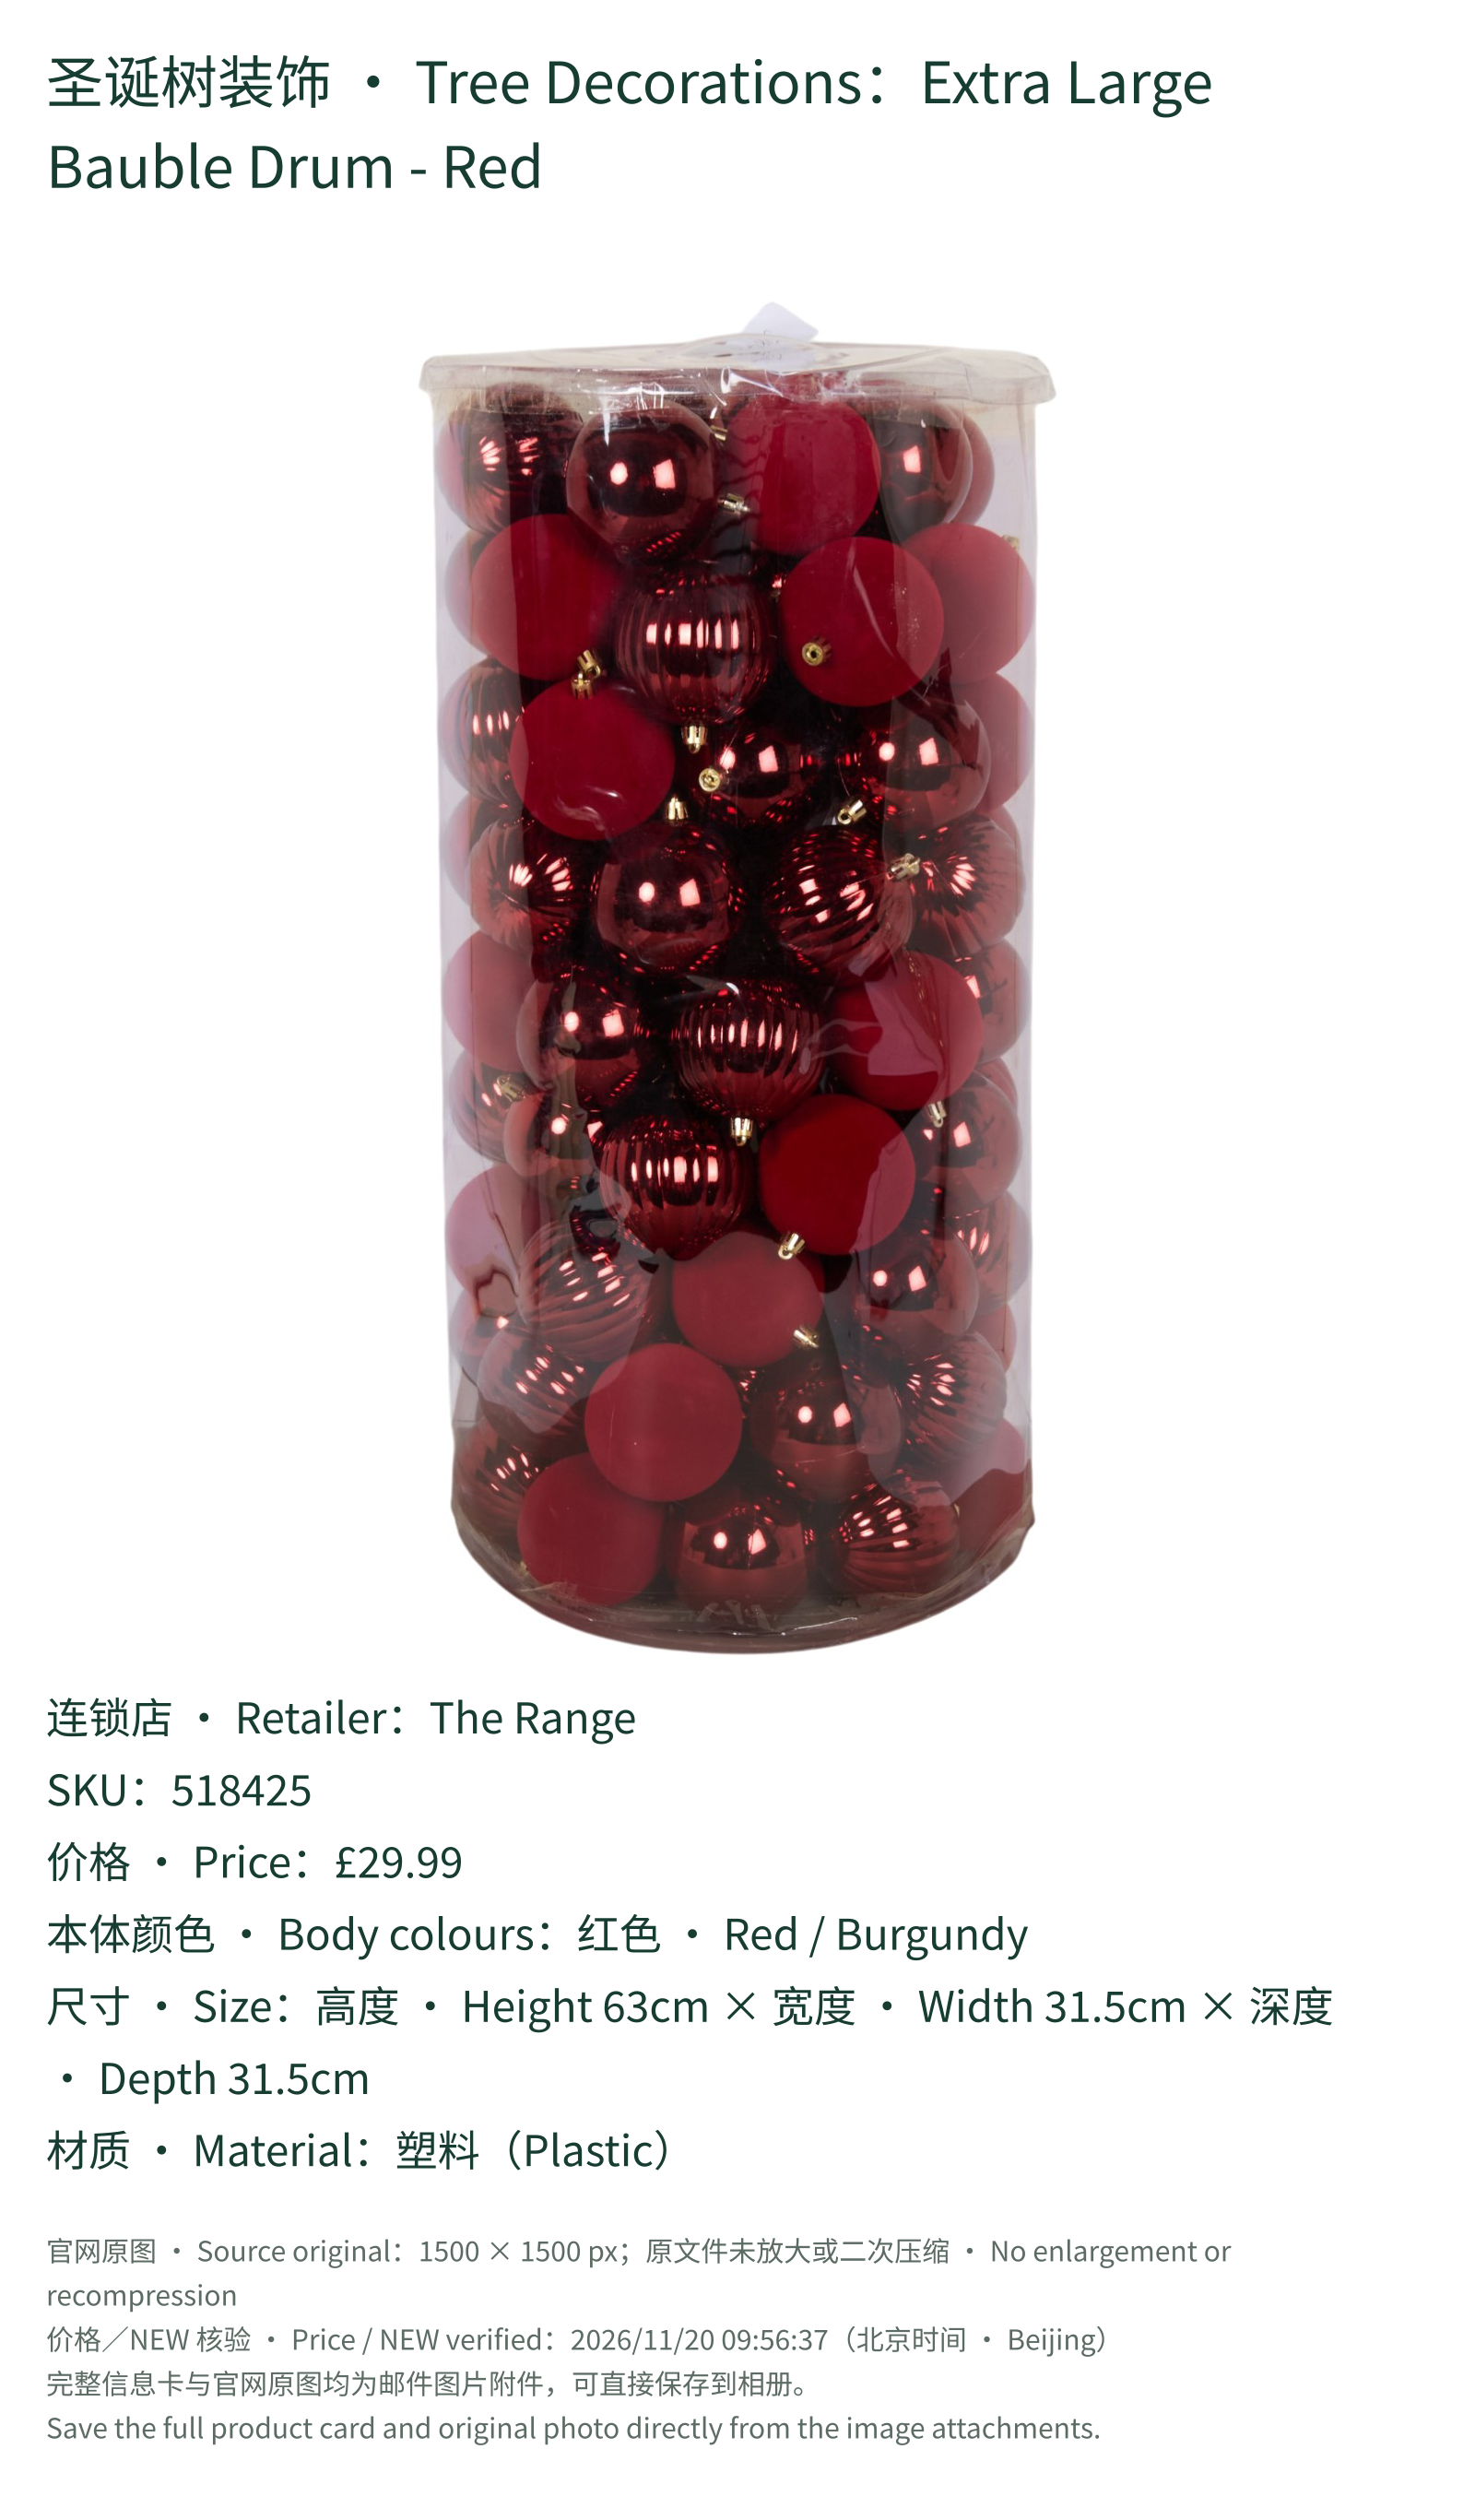 圣诞树装饰 · Tree Decorations：Extra Large
Bauble Drum - Red
连锁店 · Retailer：The Range
SKU：518425
价格 · Price：£29.99
本体颜色 · Body colours：红色 · Red / Burgundy
尺寸 · Size：高度 · Height 63cm × 宽度 · Width 31.5cm × 深度
· Depth 31.5cm
材质 · Material：塑料（Plastic）
官网原图 · Source original：1500 × 1500 px；原文件未放大或二次压缩 · No enlargement or
recompression
价格／NEW 核验 · Price / NEW verified：2026/11/20 09:56:37（北京时间 · Beijing）
完整信息卡与官网原图均为邮件图片附件，可直接保存到相册。
Save the full product card and original photo directly from the image attachments.